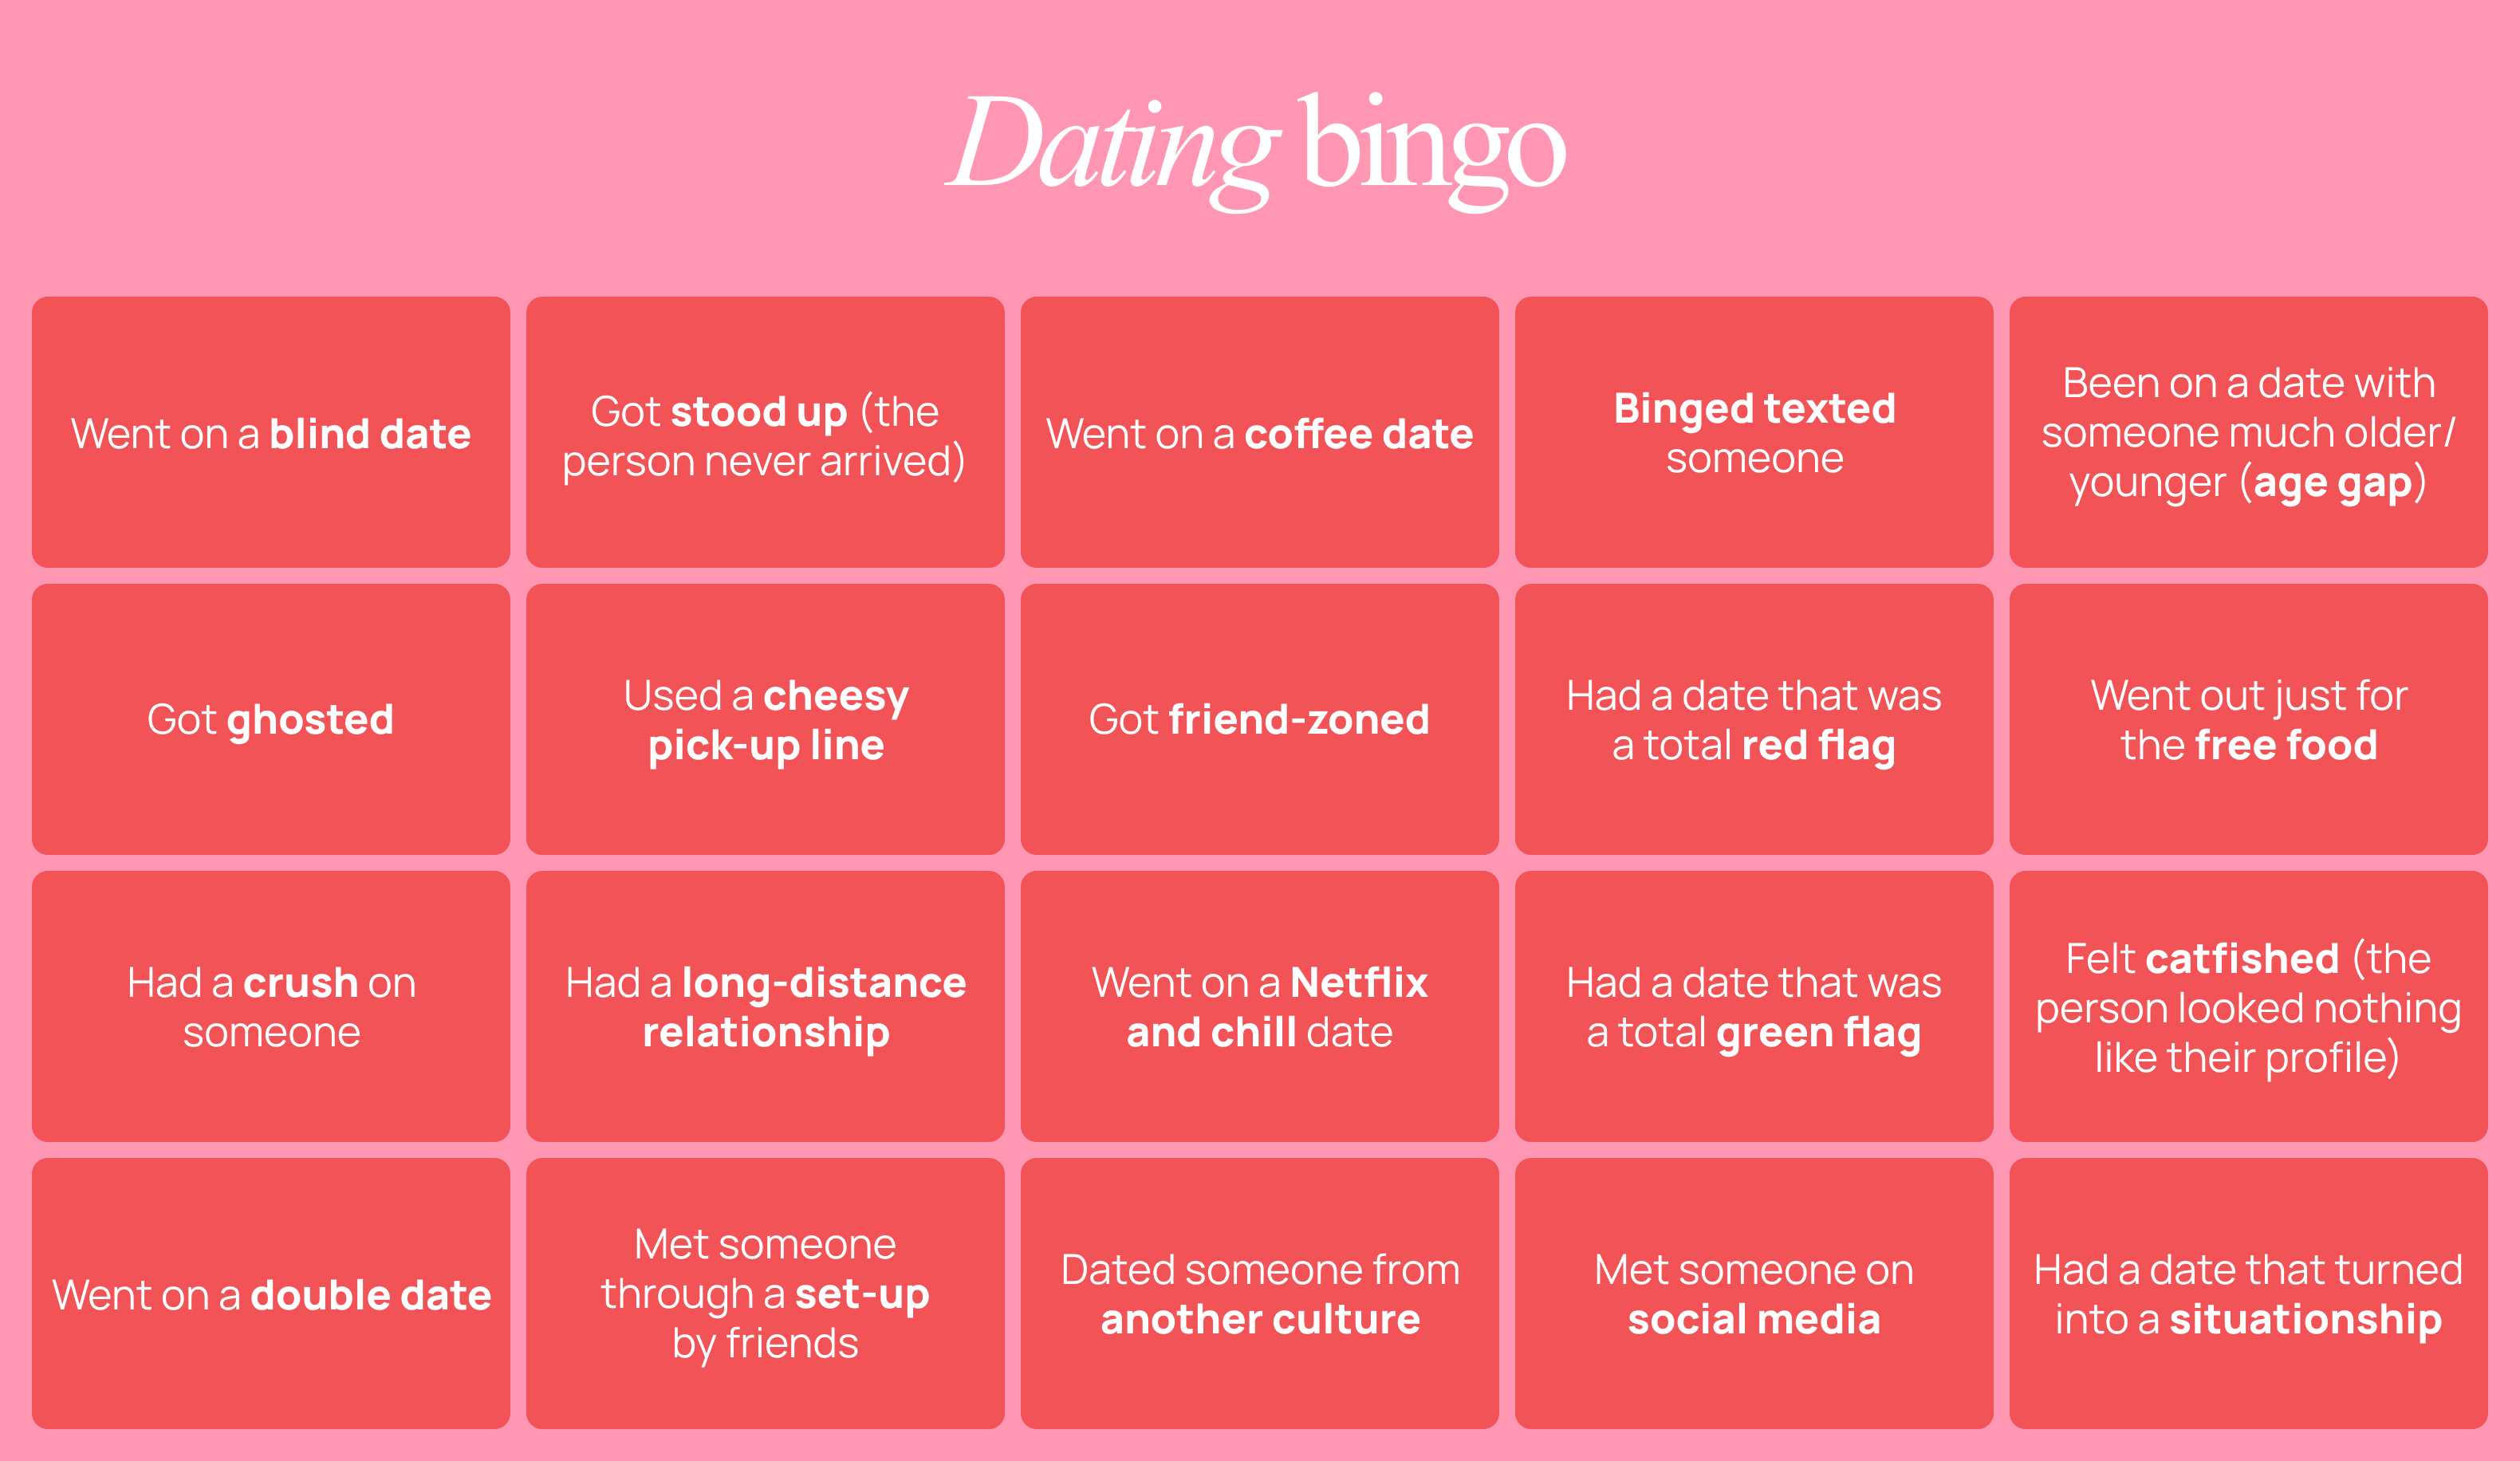 Dating bingo
Went on a blind date
Got stood up (the
person never arrived)
Went on a coffee date
Binged texted
someone
Been on a date with
someone much older/
younger (age gap)
Got ghosted
Used a cheesy
pick-up line
Got friend-zoned
Had a date that was
a total red flag
Went out just for
the free food
Had a crush on
someone
Had a long-distance
relationship
Went on a Netflix
and chill date
Had a date that was
a total green flag
Felt catfished (the
person looked nothing
like their profile)
Went on a double date
Met someone
through a set-up
by friends
Dated someone from
another culture
Met someone on
social media
Had a date that turned
into a situationship